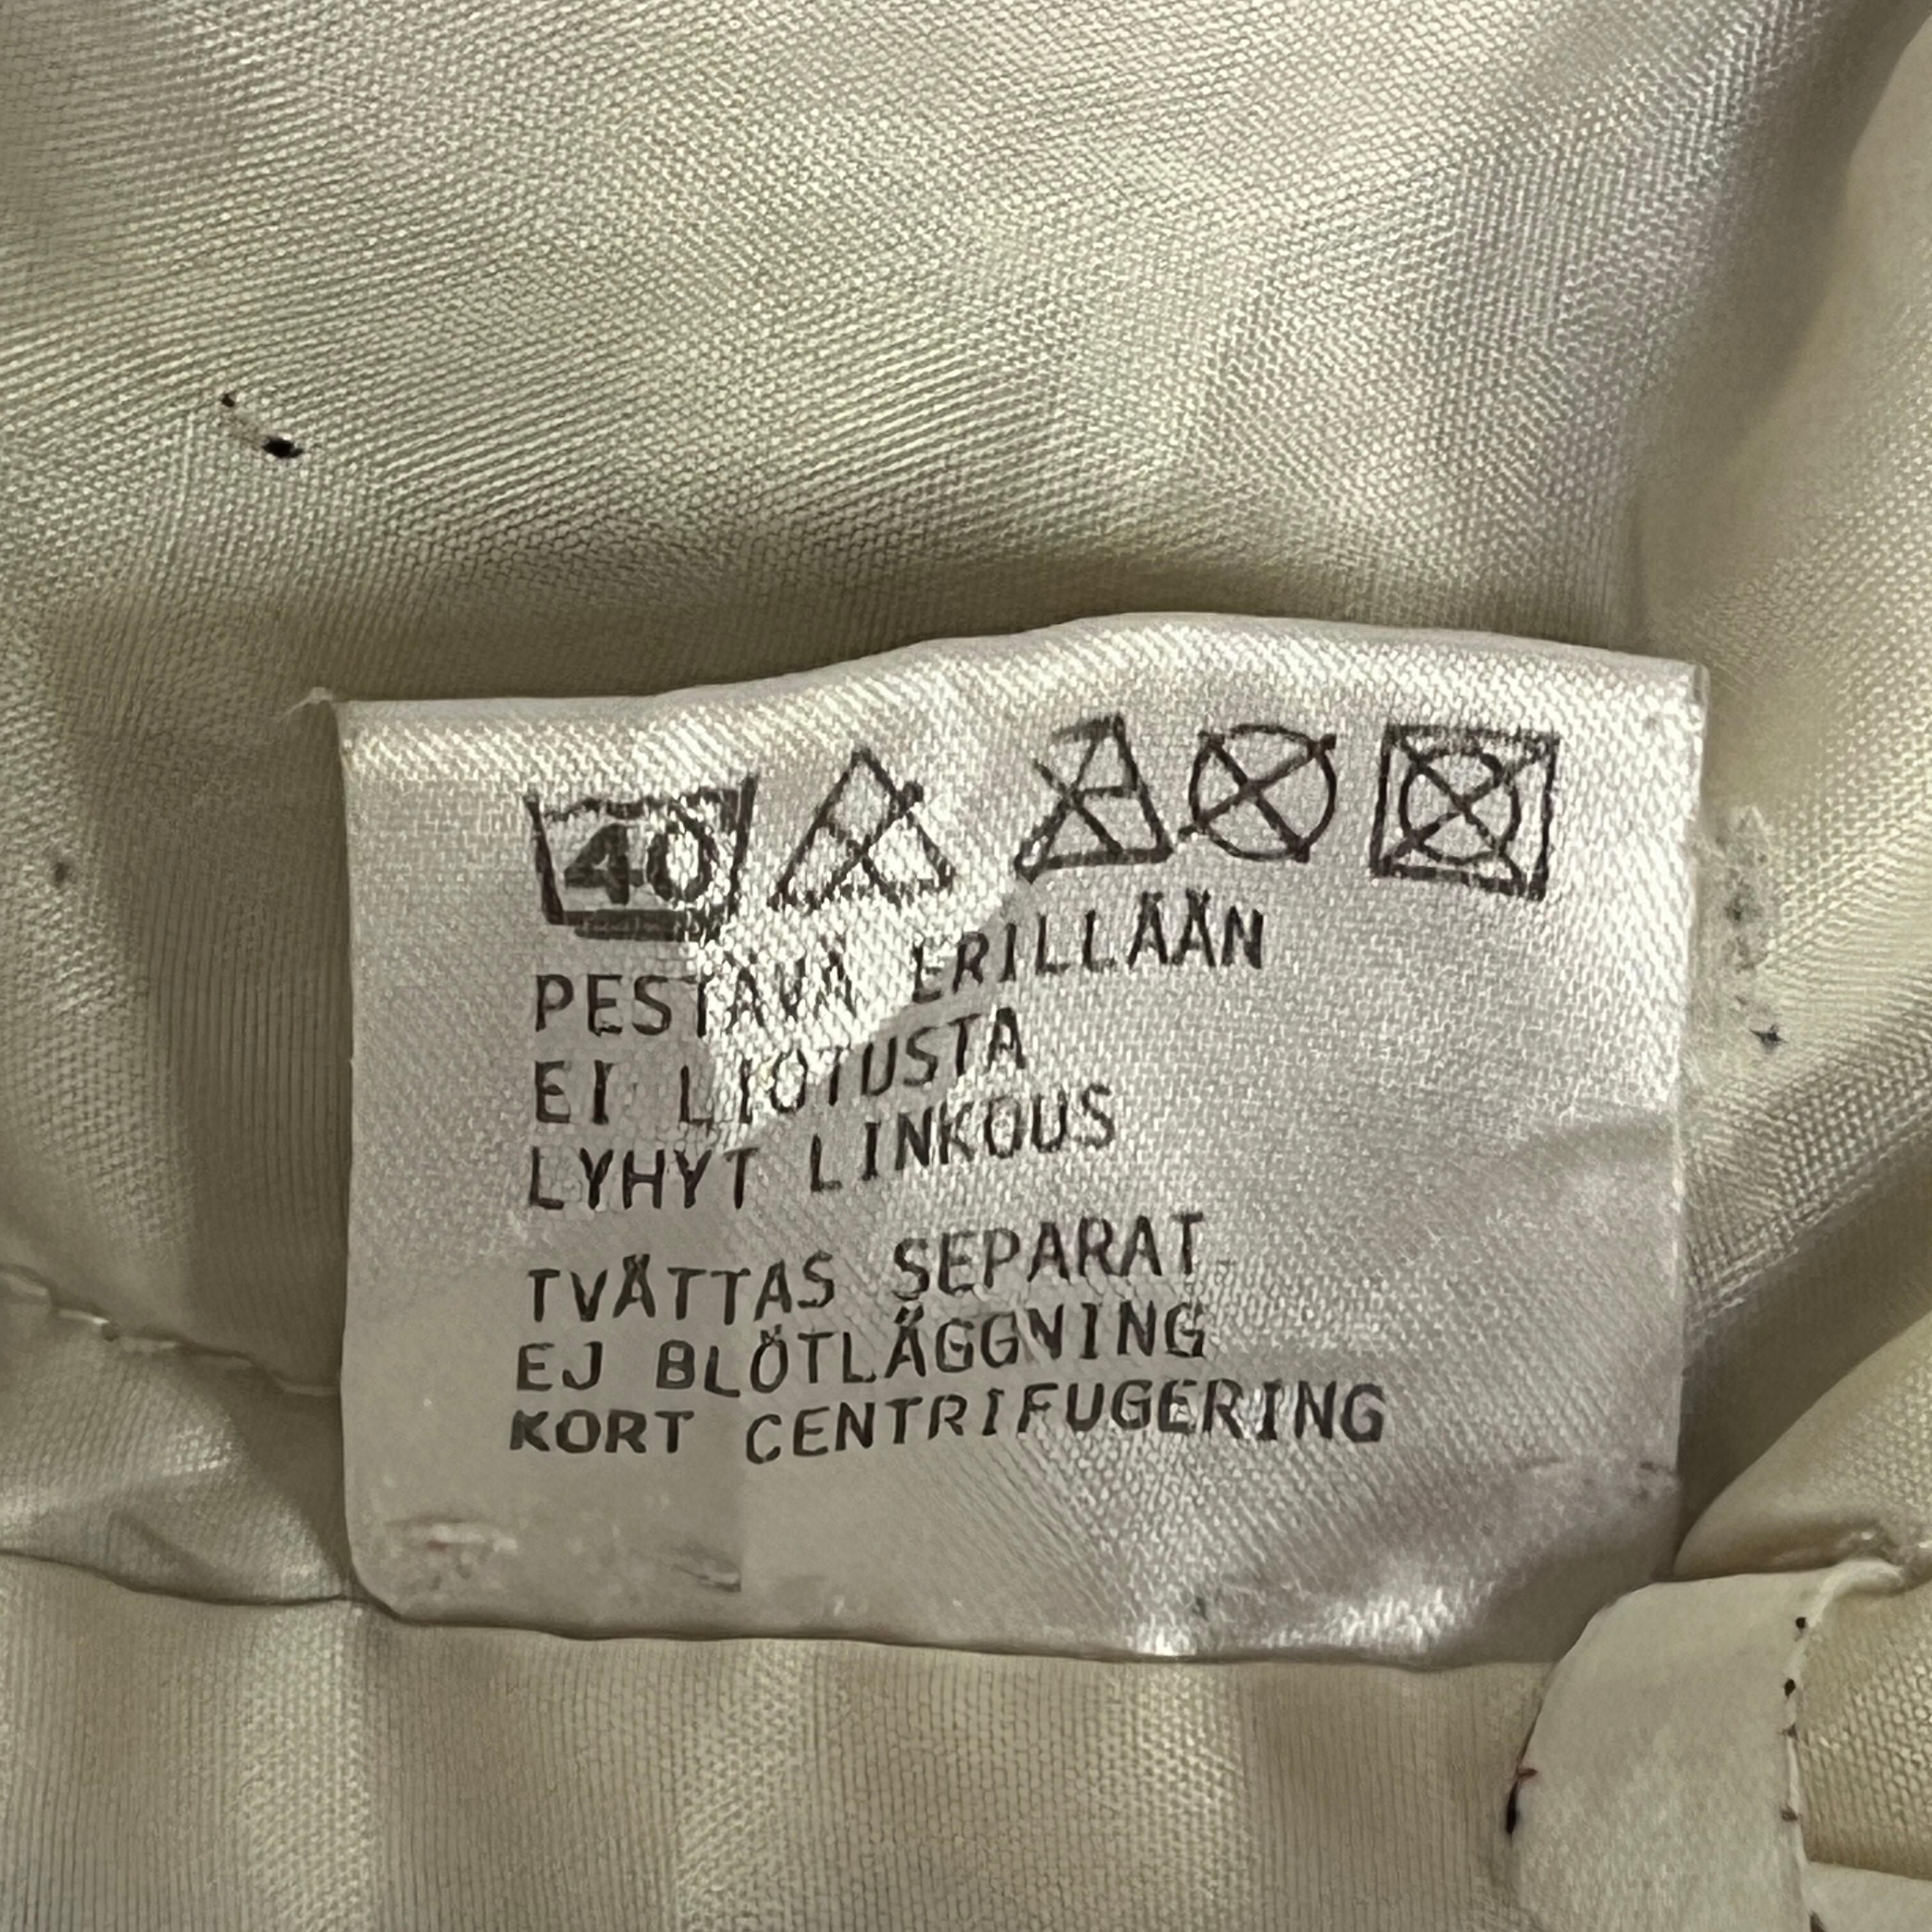 40
PESTÄVÄ ERILLÄÄN
EI LIOTUSTA
LYHYT LINKOUS
TVÄTTAS SEPARAT
EJ BLÖTLÄGGNING
KORT CENTRIFUGERING